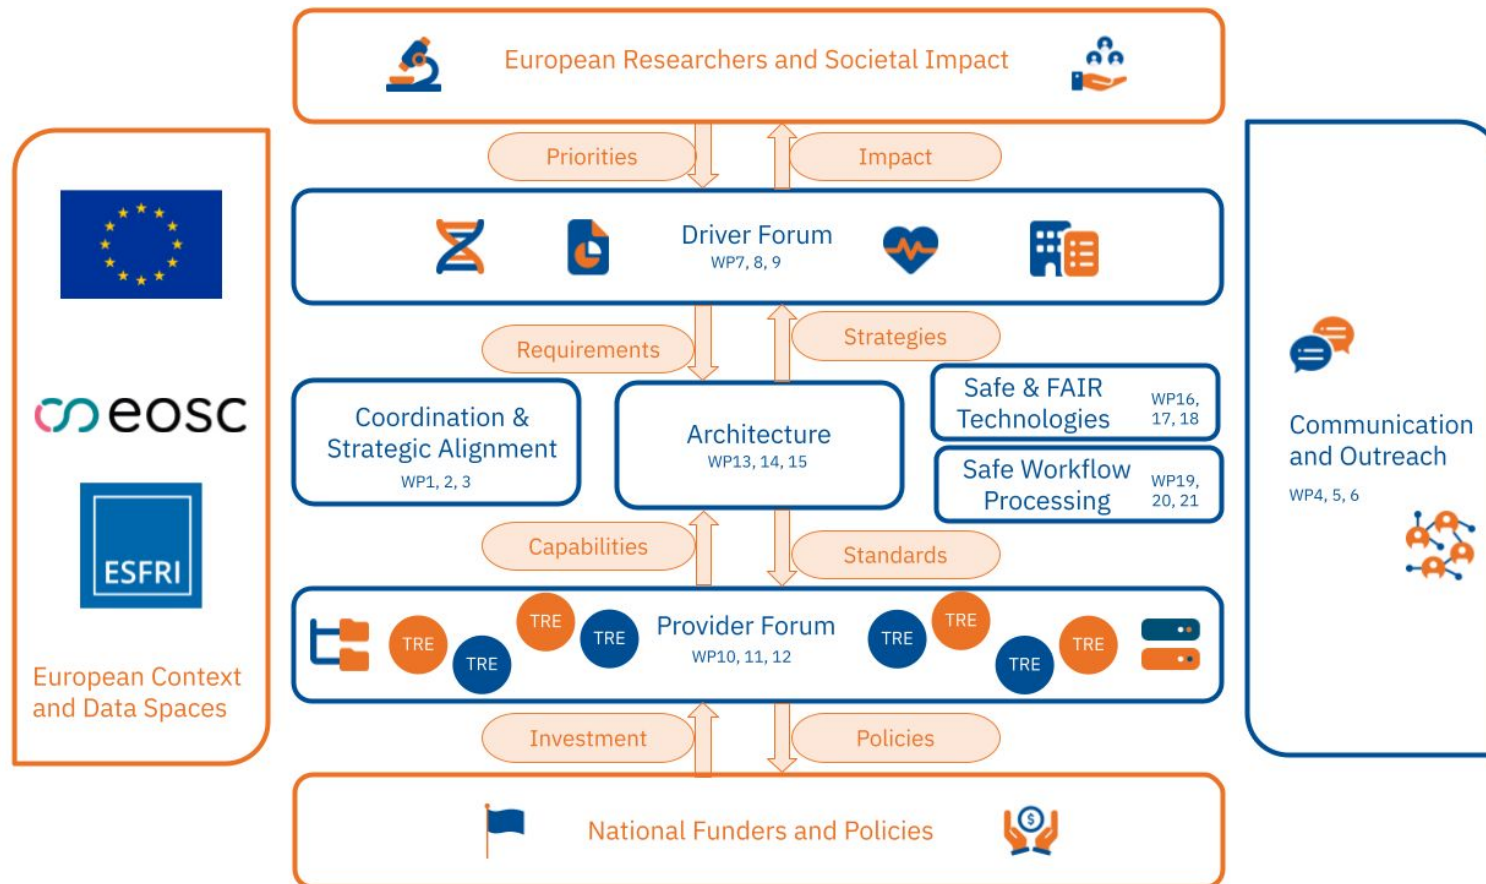 European Researchers and Societal Impact
Priorities
Impact
Driver Forum
WP7, 8, 9
Requirements
Strategies
eosc
ESFRI
European Context
and Data Spaces
Coordination &
Strategic Alignment
WP1, 2, 3
Architecture
WP13, 14, 15
Safe & FAIR
Technologies
WP16,
17, 18
Safe Workflow
Processing
WP19,
20, 21
Communication
and Outreach
WP4, 5, 6
Capabilities
Standards
TRE
TRE
TRE
TRE
Provider Forum
WP10, 11, 12
TRE
TRE
TRE
TRE
Investment
Policies
National Funders and Policies
$